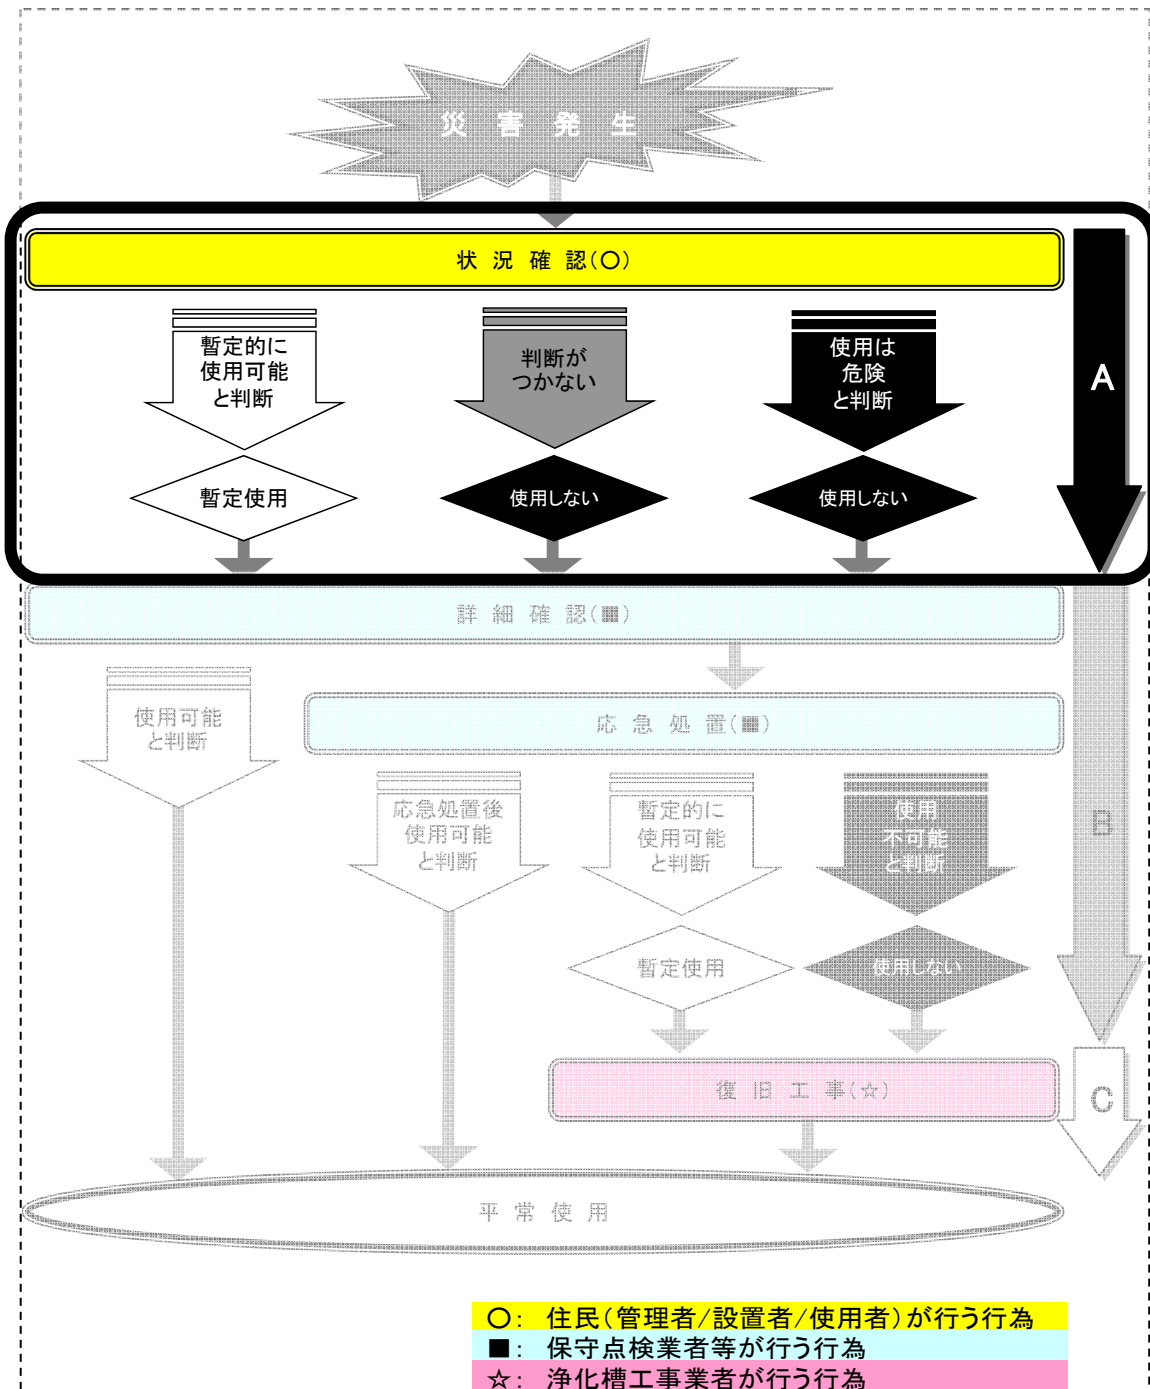 災 害 発 生
状 況 確 認(○)
暫定的に
使用可能
と判断
判断が
つかない
使用は
危険
と判断
A
暫定使用
使用しない
使用しない
詳 細 確 認(■)
使用可能
と判断
応 急 処 置(■)
応急処置後
使用可能
と判断
暫定的に
使用可能
と判断
使用
不可能
と判断
B
暫定使用
使用しない
復 旧 工 事(☆)
C
平 常 使 用
○: 住民(管理者/設置者/使用者)が行う行為
■: 保守点検業者等が行う行為
☆: 浄化槽工事業者が行う行為